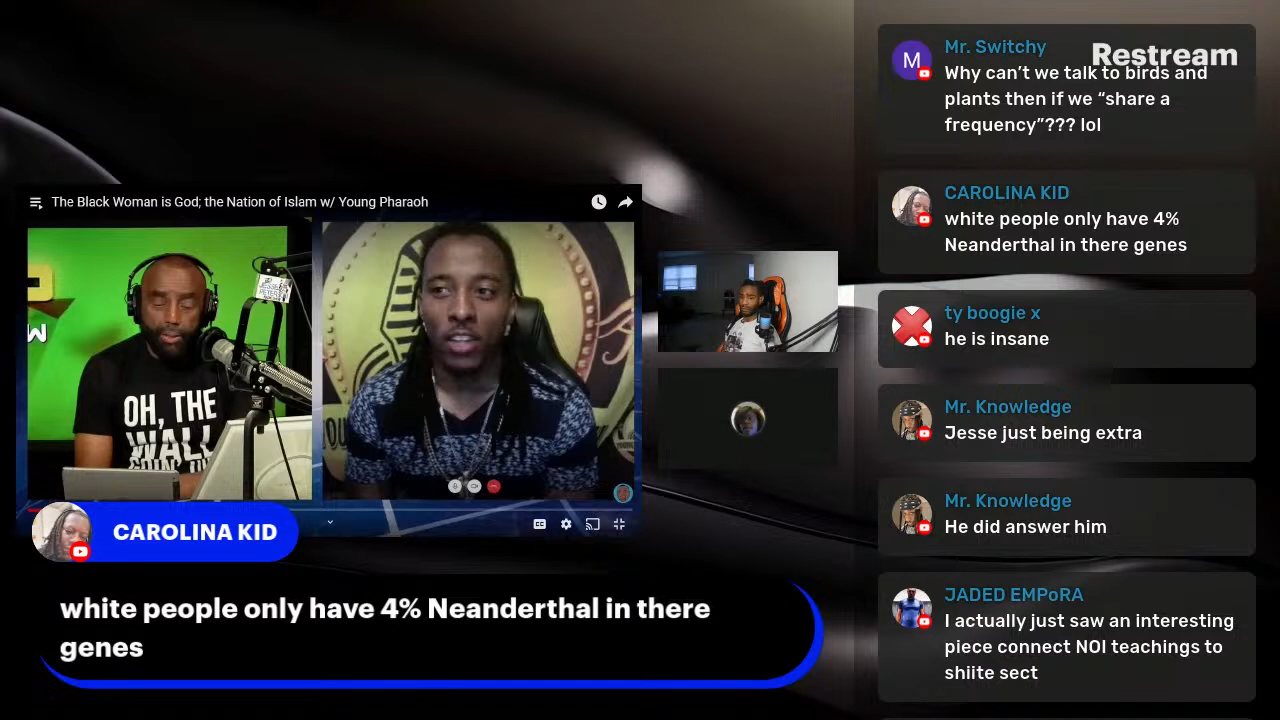 Restream
Mr. Switchy
M
Why can’t we talk to birds and
plants then if we “share a
frequency”??? lol
CAROLINA KID
white people only have 4%
Neanderthal in there genes
ty boogie x
he is insane
Mr. Knowledge
Jesse just being extra
Mr. Knowledge
He did answer him
JADED EMPoRA
I actually just saw an interesting
piece connect NOI teachings to
shiite sect
The Black Woman is God; the Nation of Islam w/ Young Pharaoh
JESSE
OH, THE
WALL
CC
CAROLINA KID
white people only have 4% Neanderthal in there
genes